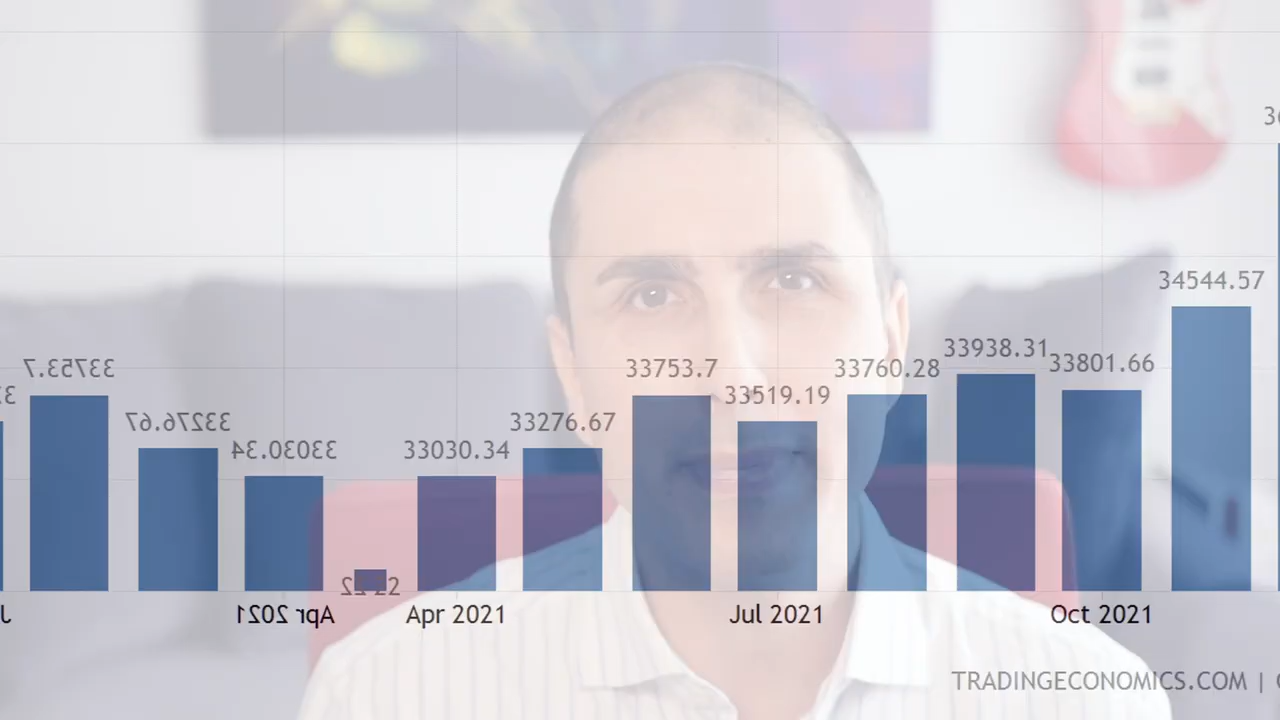 34544.57
33938.31
33801.66
33753.7 33753.7 33760.28
33519.19
33276.67 33276.67
33030.34 33030.34
Apr 2021 Apr 2021 Jul 2021 Oct 2021
TRADINGECONOMICS.COM |